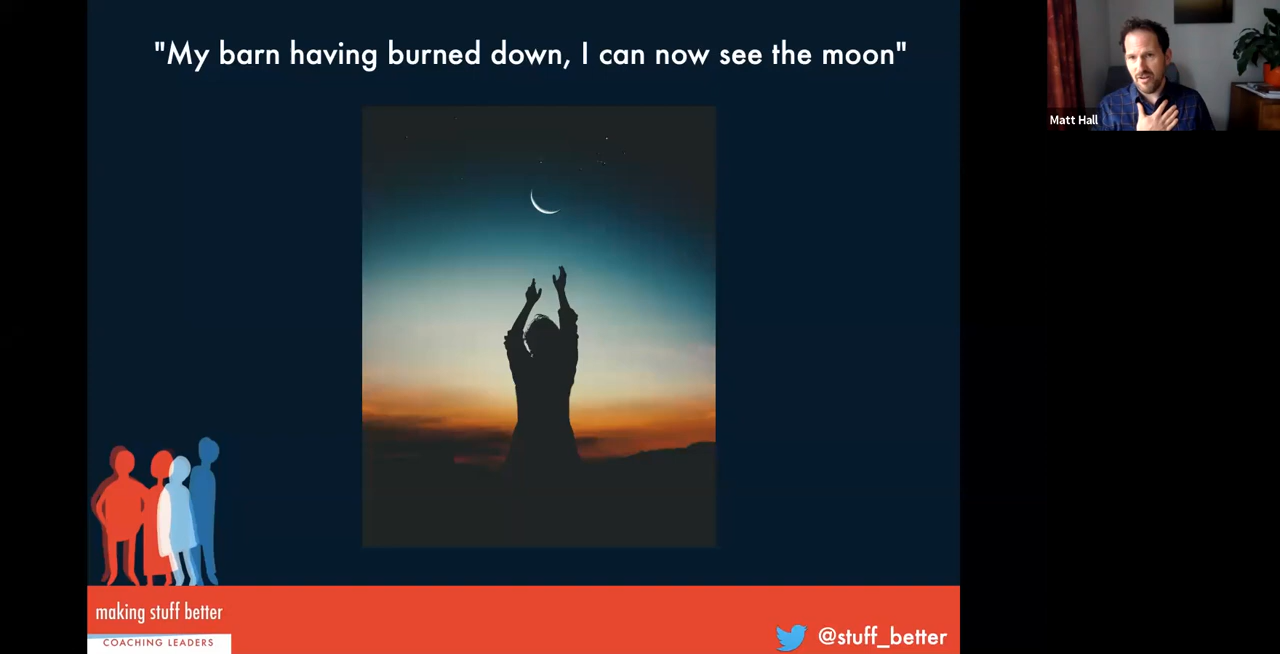 "My barn having burned down, I can now see the moon"
Matt Hall
making stuff better
COACHING LEADERS
@stuff_better